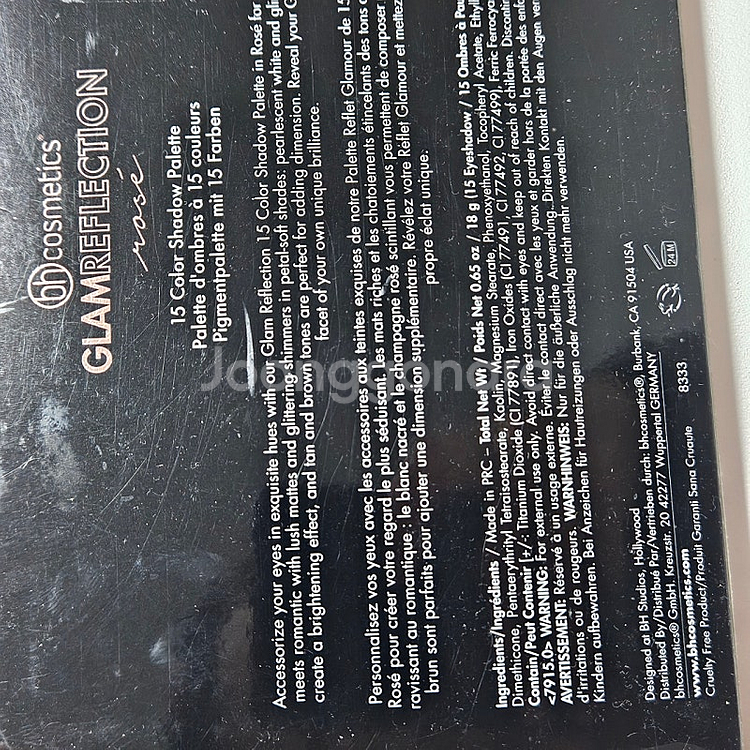 bh cosmetics®
GLAMREFLECTION
rosé
15 Color Shadow Palette
Palette d'ombres à 15 couleurs
Pigmentpalette mit 15 Farben
Accessorize your eyes in exquisite hues with our Glam Reflection 15 Color Shadow Palette in Rosé for
meets romantic with lush mattes and glittering shimmers in petal-soft shades: pearlescent white and
create a brightening effect, and tan and brown tones are perfect for adding dimension. Reveal your
facet of your own unique brilliance.
Personnalisez vos yeux avec les accessoires aux teintes exquises de notre Palette Reflet Glamour de 15
Rosé pour créer votre regard le plus séduisant. Les mats riches et les chatoiements étincelants des tons
ravissant au romantique : le blanc nacré et le champagne rosé scintillant vous permettent de composer
brun sont parfaits pour ajouter une dimension supplémentaire. Révélez votre Reflet Glamour et mettez
propre éclat unique.
Ingredients/Ingrédients / Made in PRC – Total Net Wt / Poids Net 0.65 oz / 18 g (15 Eyeshadow / 15 Ombres à
Dimethicone, Pentaerythrityl Tetraisostearate, Kaolin, Magnesium Stearate, Phenoxyethanol, Tocopheryl Acetate,
Contain/Peut Contenir [+/-: Titanium Dioxide (CI 77891), Iron Oxides (CI 77491, CI 77492, CI 77499), Ferric
<7915.0> WARNING: For external use only. Avoid direct contact with eyes and keep out of reach of children.
AVERTISSEMENT: Réservé à un usage externe. Éviter le contact direct avec les yeux et garder hors de la portée des
d'irritations ou de rougeurs. WARNHINWEIS: Nur für die äußerliche Anwendung. Direkten Kontakt mit den Augen
Kindern aufbewahren. Bei Anzeichen für Hautreizungen oder Ausschlag nicht mehr verwenden.
24 M
Designed at BH Studios, Hollywood
Distributed By/Distribué Par/Vertrieben durch: bhcosmetics®, Burbank, CA 91504 USA
bhcosmetics® GmbH, Kreuzstr. 20 42277 Wuppertal GERMANY
www.bhcosmetics.com
Cruelty Free Product/Produit Garanti Sans Cruauté
8333